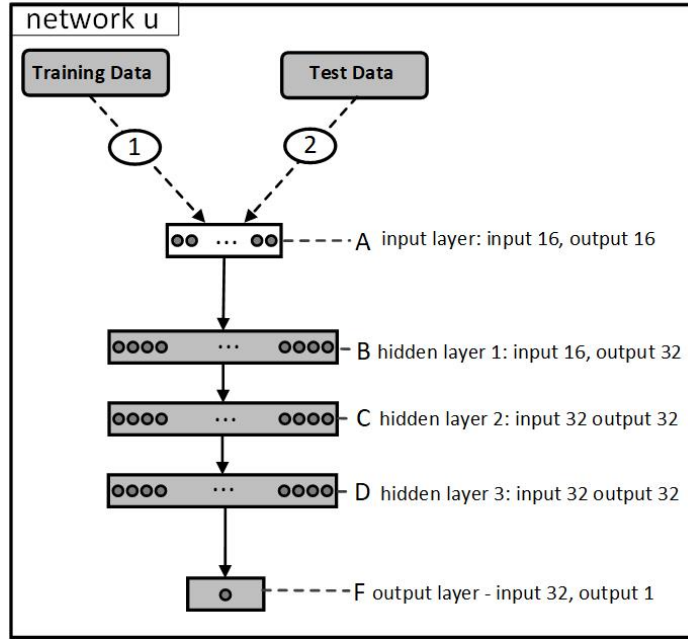 network u
Training Data
Test Data
1
2
A input layer: input 16, output 16
...
B hidden layer 1: input 16, output 32
...
C hidden layer 2: input 32 output 32
...
D hidden layer 3: input 32 output 32
...
F output layer - input 32, output 1